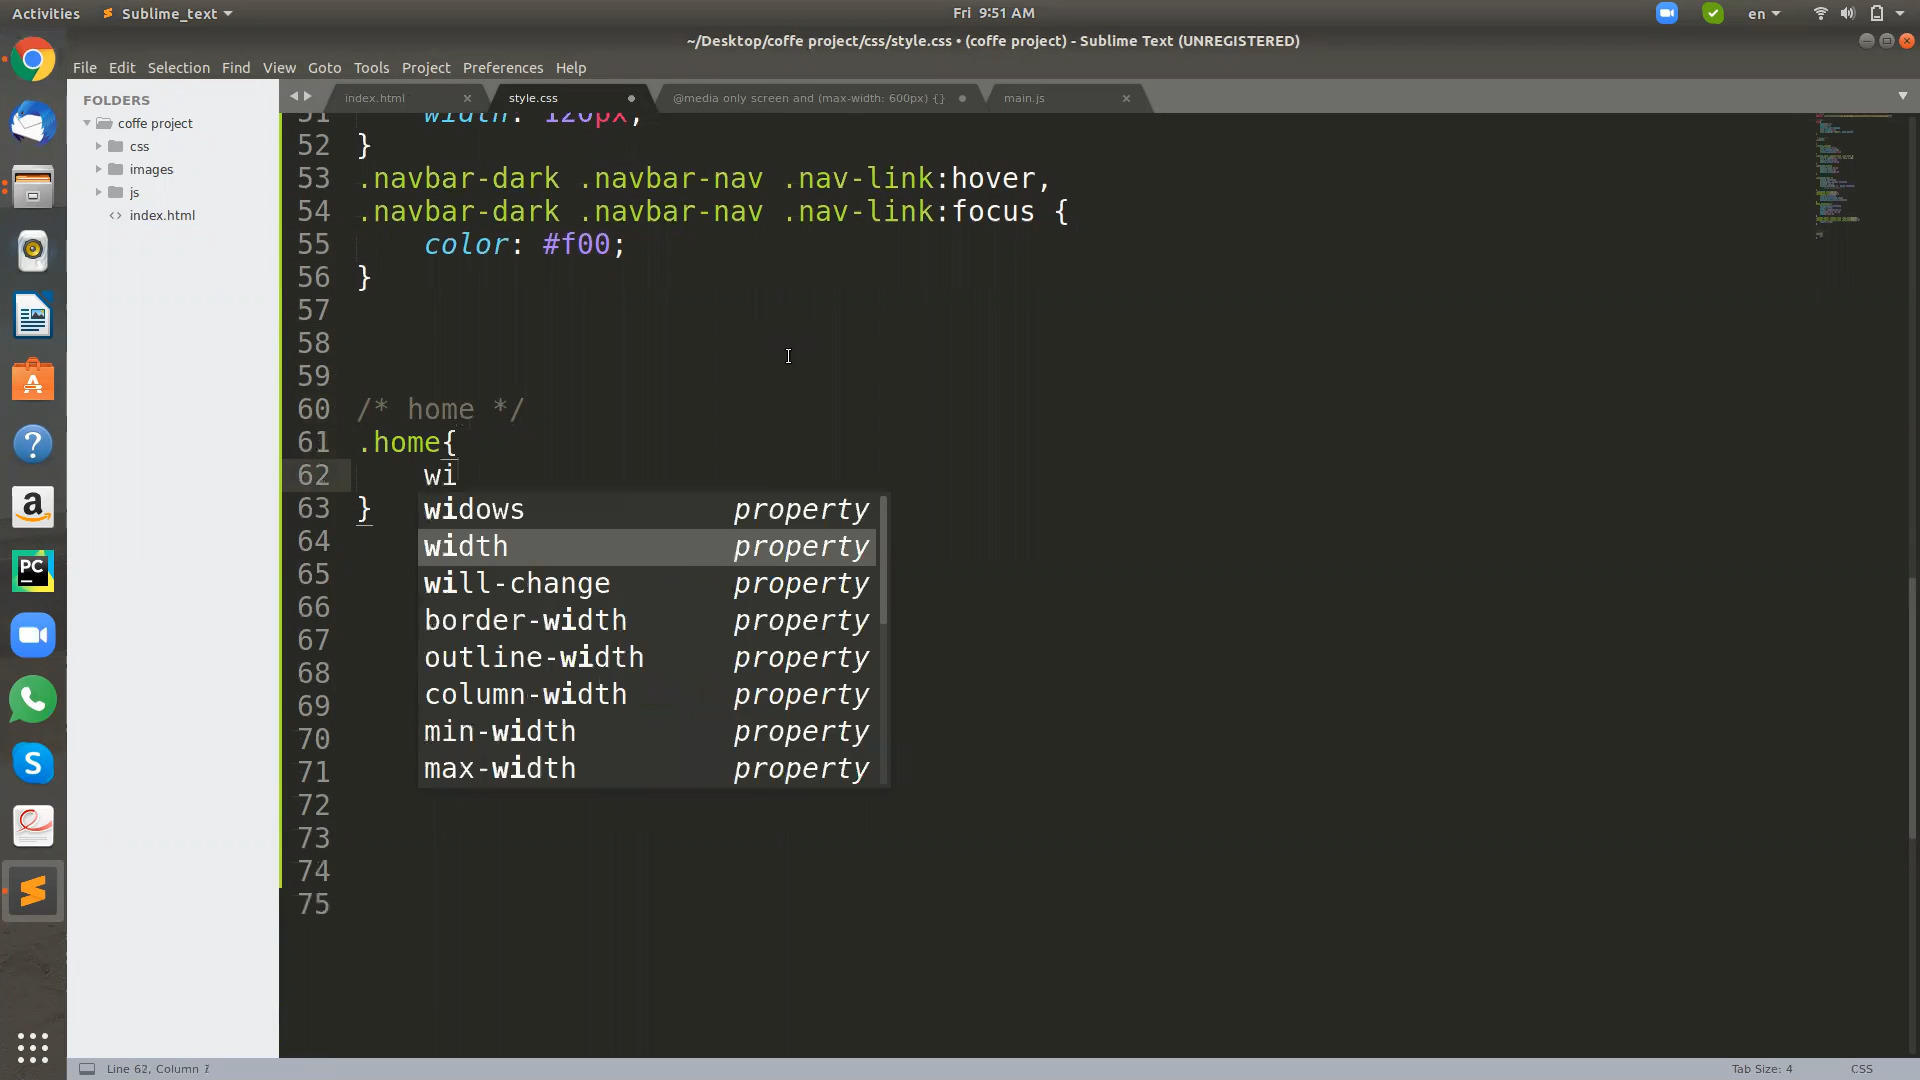 Activities Sublime_text Fri 9:51 AM en
~/Desktop/coffe project/css/style.css • (coffe project) - Sublime Text (UNREGISTERED)
File Edit Selection Find View Goto Tools Project Preferences Help
FOLDERS
coffe project
css
images
js
index.html
index.html style.css @media only screen and (max-width: 600px) {} main.js
51 width: 120px;
52 }
53 .navbar-dark .navbar-nav .nav-link:hover,
54 .navbar-dark .navbar-nav .nav-link:focus {
55 color: #f00;
56 }
57
58
59
60 /* home */
61 .home{
62 wi
63 }
64
65
66
67
68
69
70
71
72
73
74
75
widows property
width property
will-change property
border-width property
outline-width property
column-width property
min-width property
max-width property
PC
Line 62, Column 7
Tab Size: 4 CSS